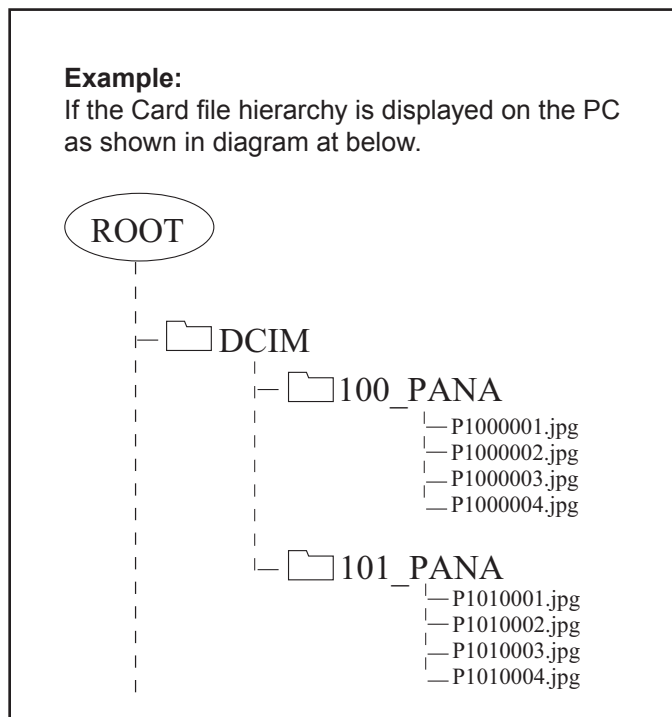 Example:
If the Card file hierarchy is displayed on the PC
as shown in diagram at below.
ROOT
DCIM
100_PANA
P1000001.jpg
P1000002.jpg
P1000003.jpg
P1000004.jpg
101_PANA
P1010001.jpg
P1010002.jpg
P1010003.jpg
P1010004.jpg